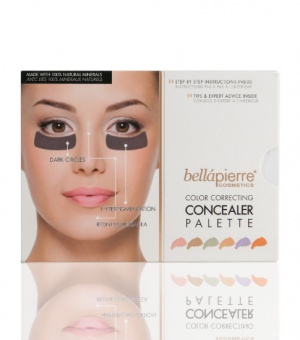 MADE WITH 100% NATURAL MINERALS
AVEC DES 100% MINERAUX NATURELS
STEP BY STEP INSTRUCTIONS INSIDE
TIPS & EXPERT ADVICE INSIDE
DARK CIRCLES
HYPERPIGMENTATION
bellápierre
COSMETICS
COLOR CORRECTING
CONCEALER
PALETTE